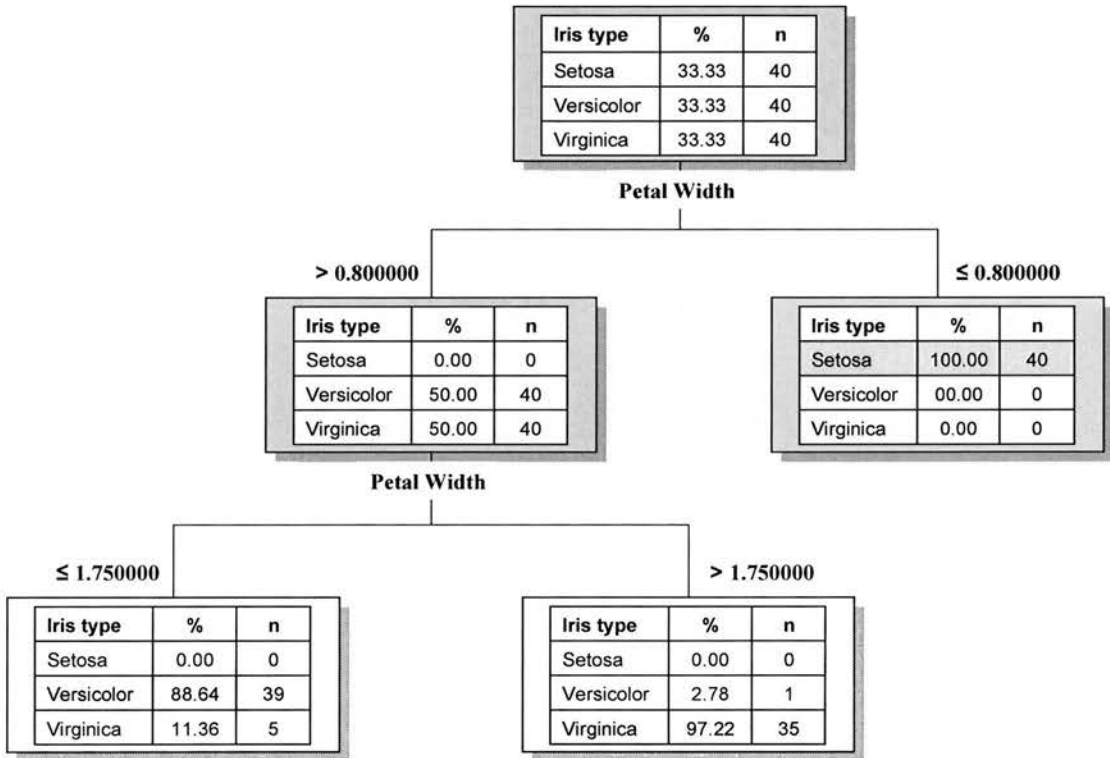 Iris type % n
Setosa 33.33 40
Versicolor 33.33 40
Virginica 33.33 40
Petal Width
> 0.800000
≤ 0.800000
Iris type % n
Setosa 0.00 0
Versicolor 50.00 40
Virginica 50.00 40
Iris type % n
Setosa 100.00 40
Versicolor 00.00 0
Virginica 0.00 0
Petal Width
≤ 1.750000
> 1.750000
Iris type % n
Setosa 0.00 0
Versicolor 88.64 39
Virginica 11.36 5
Iris type % n
Setosa 0.00 0
Versicolor 2.78 1
Virginica 97.22 35